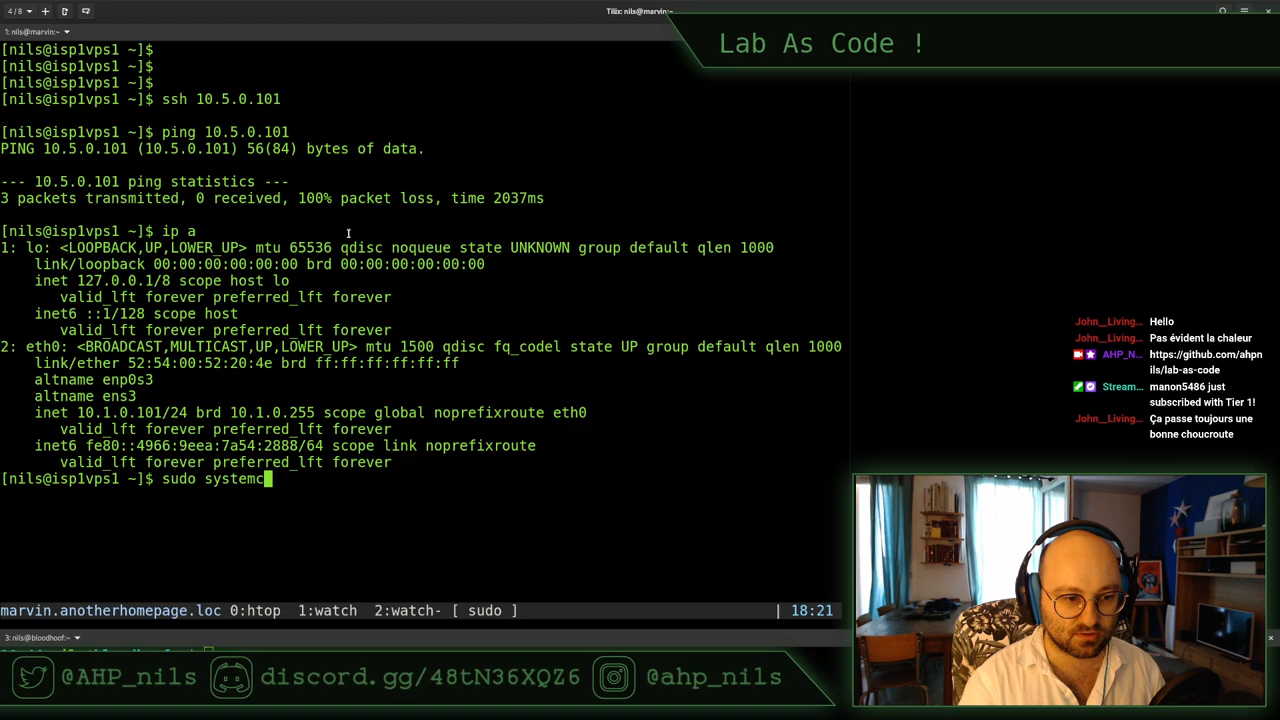 4 / 8
Tilix: nils@marvin:~
1: nils@marvin:~
Lab As Code !
[nils@isp1vps1 ~]$
[nils@isp1vps1 ~]$
[nils@isp1vps1 ~]$
[nils@isp1vps1 ~]$ ssh 10.5.0.101
[nils@isp1vps1 ~]$ ping 10.5.0.101
PING 10.5.0.101 (10.5.0.101) 56(84) bytes of data.
--- 10.5.0.101 ping statistics ---
3 packets transmitted, 0 received, 100% packet loss, time 2037ms
[nils@isp1vps1 ~]$ ip a
1: lo: <LOOPBACK,UP,LOWER_UP> mtu 65536 qdisc noqueue state UNKNOWN group default qlen 1000
link/loopback 00:00:00:00:00:00 brd 00:00:00:00:00:00
inet 127.0.0.1/8 scope host lo
valid_lft forever preferred_lft forever
inet6 ::1/128 scope host
valid_lft forever preferred_lft forever
2: eth0: <BROADCAST,MULTICAST,UP,LOWER_UP> mtu 1500 qdisc fq_codel state UP group default qlen 1000
link/ether 52:54:00:52:20:4e brd ff:ff:ff:ff:ff:ff
altname enp0s3
altname ens3
inet 10.1.0.101/24 brd 10.1.0.255 scope global noprefixroute eth0
valid_lft forever preferred_lft forever
inet6 fe80::4966:9eea:7a54:2888/64 scope link noprefixroute
valid_lft forever preferred_lft forever
[nils@isp1vps1 ~]$ sudo systemc
marvin.anotherhomepage.loc 0:htop 1:watch 2:watch- [ sudo ] | 18:21
3: nils@bloodhoof:~
John__Living... Hello
John__Living... Pas évident la chaleur
AHP_N... https://github.com/ahpn
ils/lab-as-code
Stream... manon5486 just
subscribed with Tier 1!
John__Living... Ça passe toujours une
bonne choucroute
@AHP_nils discord.gg/48tN36XQZ6 @ahp_nils